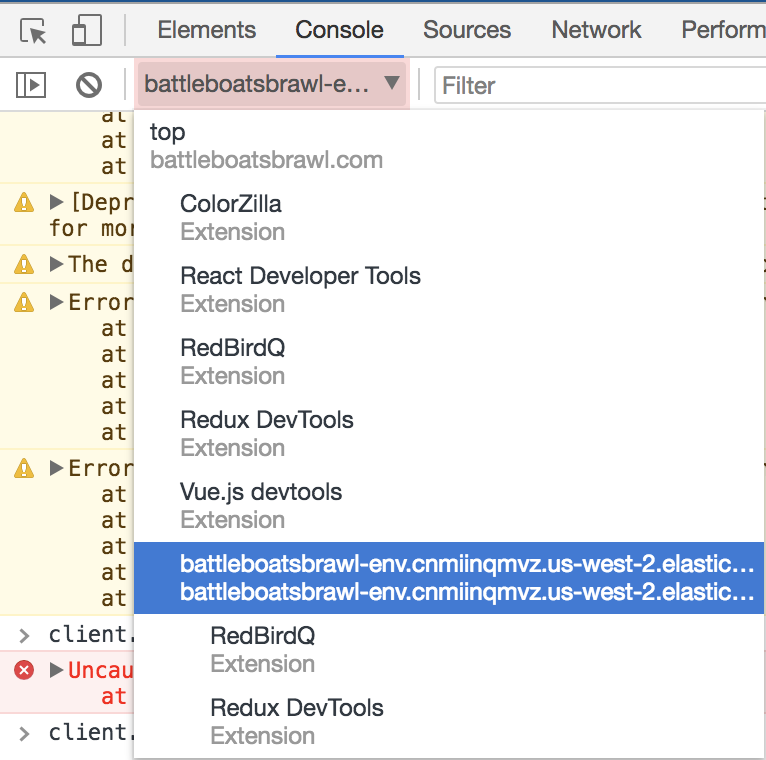 Elements Console Sources Network Perform
battleboatsbrawl-e... ▼ Filter
top
battleboatsbrawl.com
ColorZilla
Extension
React Developer Tools
Extension
RedBirdQ
Extension
Redux DevTools
Extension
Vue.js devtools
Extension
battleboatsbrawl-env.cnmiinqmvz.us-west-2.elastic...
battleboatsbrawl-env.cnmiinqmvz.us-west-2.elastic...
RedBirdQ
Extension
Redux DevTools
Extension
at
at
at
[Depr
for mor
The d
Error
at
at
at
at
at
Error
at
at
at
at
at
client.
Uncau
at
client.